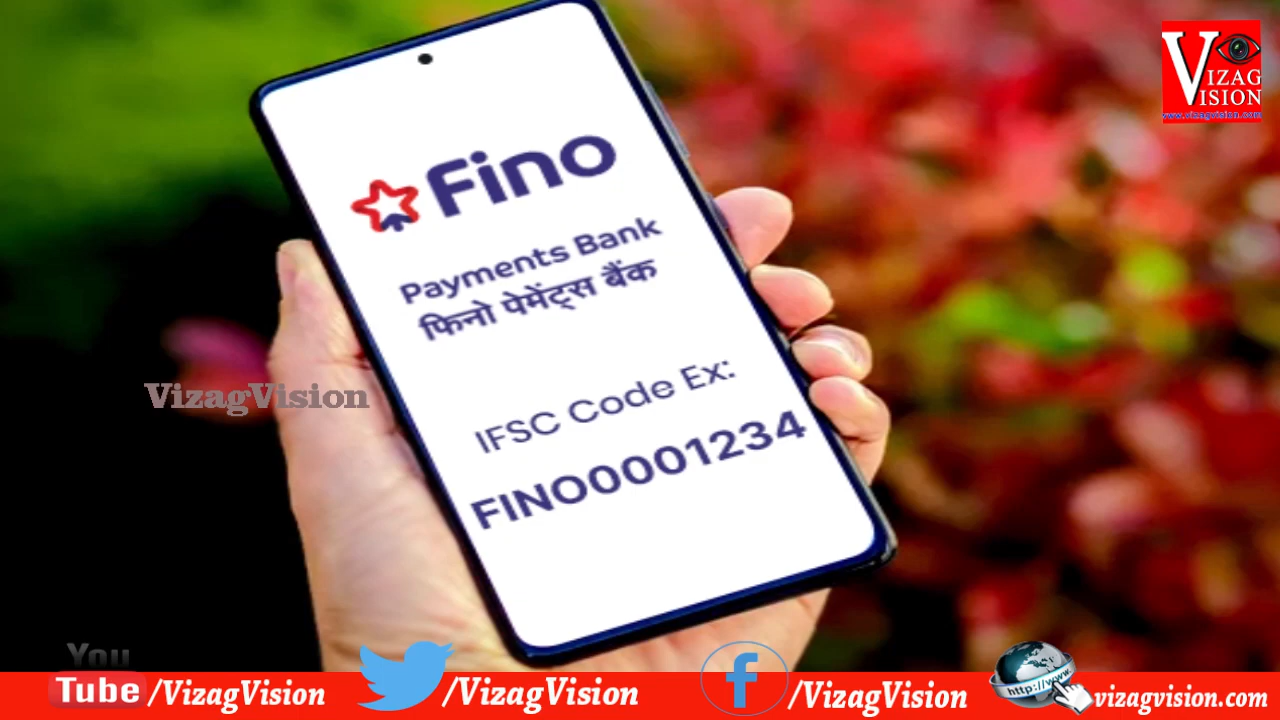 VIZAG
VISION
www.vizagvision.com
Fino
Payments Bank
फिनो पेमेंट्स बैंक
IFSC Code Ex:
FINO0001234
VizagVision
You
Tube /VizagVision
/VizagVision
f /VizagVision
http://www.
vizagvision.com